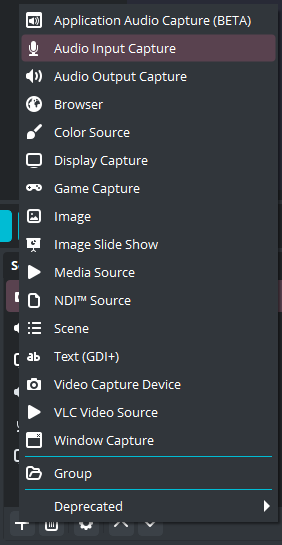 Application Audio Capture (BETA)
Audio Input Capture
Audio Output Capture
Browser
Color Source
Display Capture
Game Capture
Image
Image Slide Show
Media Source
NDI™ Source
Scene
ab Text (GDI+)
Video Capture Device
VLC Video Source
Window Capture
Group
Deprecated